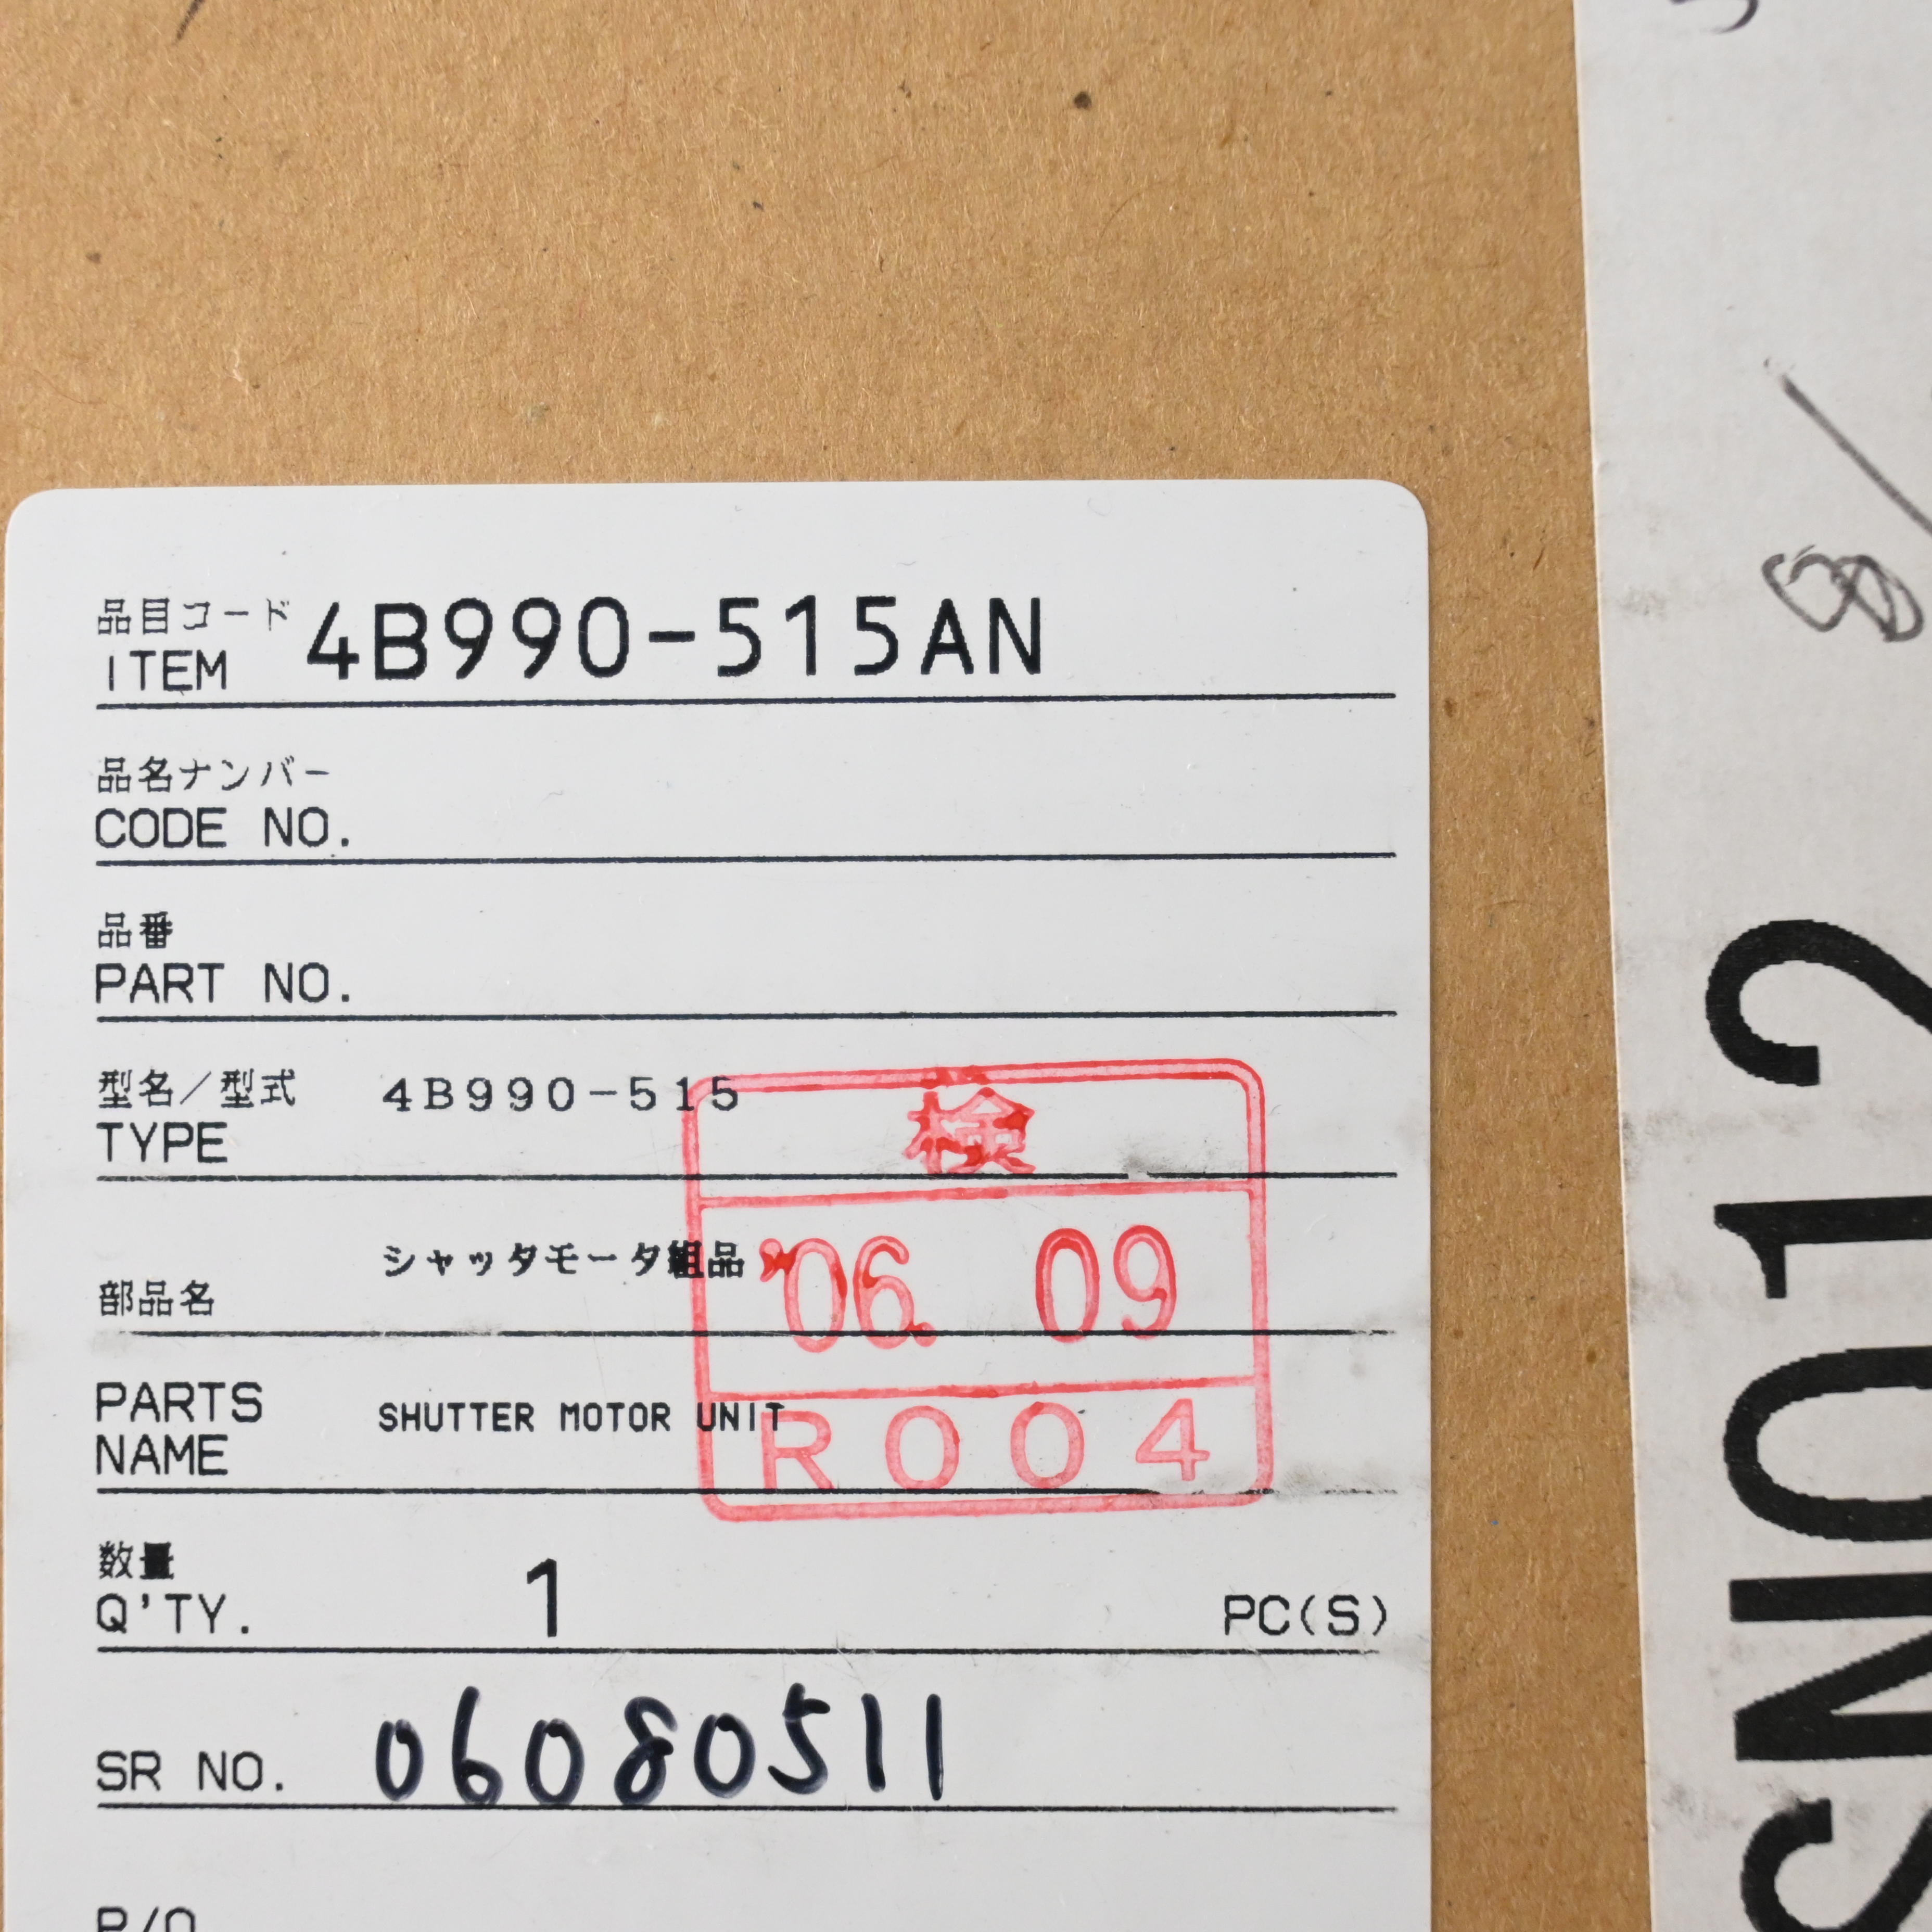 品目コード
ITEM 4B990-515AN
品名ナンバー
CODE NO.
品番
PART NO.
型名／型式 4B990-515
TYPE
検
シャッタモータ組品
部品名
'06. 09
PARTS
NAME SHUTTER MOTOR UNIT
R004
数量
Q'TY. 1 PC(S)
SR NO. 06080511
SN012
8/